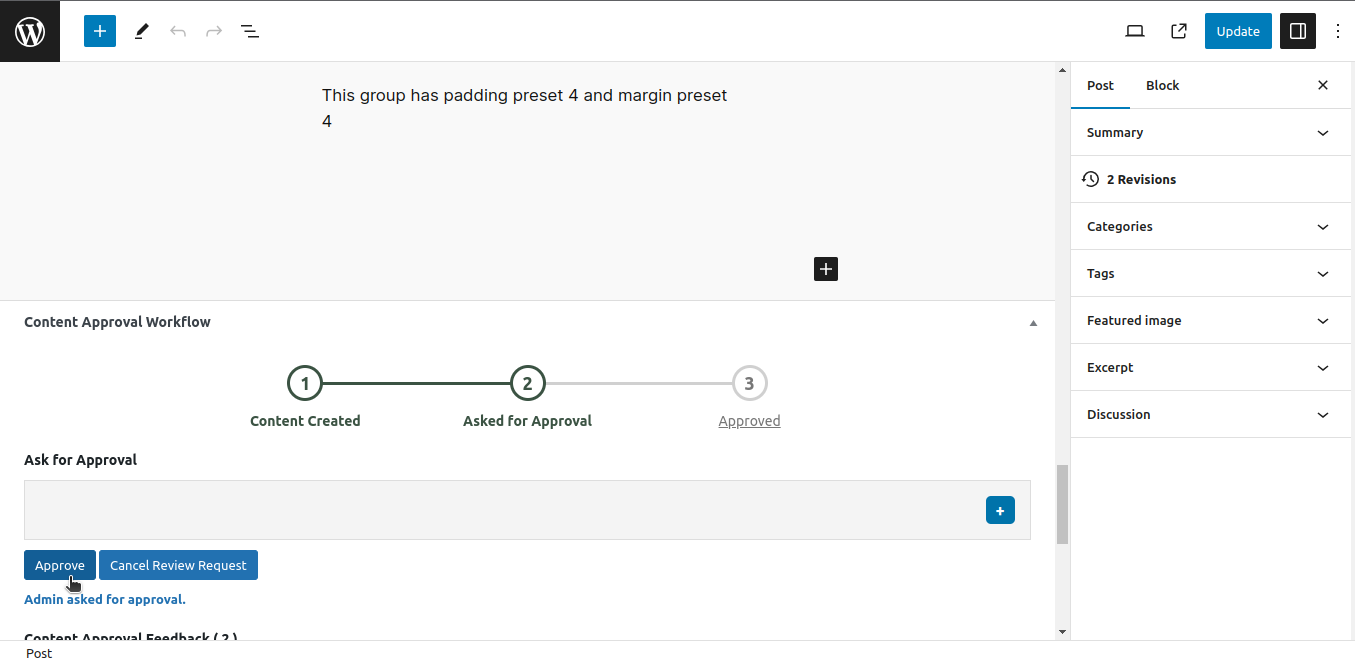 Update
This group has padding preset 4 and margin preset
4
Post
Block
Summary
2 Revisions
Categories
Tags
Featured image
Excerpt
Discussion
Content Approval Workflow
1
2
3
Content Created
Asked for Approval
Approved
Ask for Approval
+
Approve
Cancel Review Request
Admin asked for approval.
Content Approval Feedback ( 2 )
Post